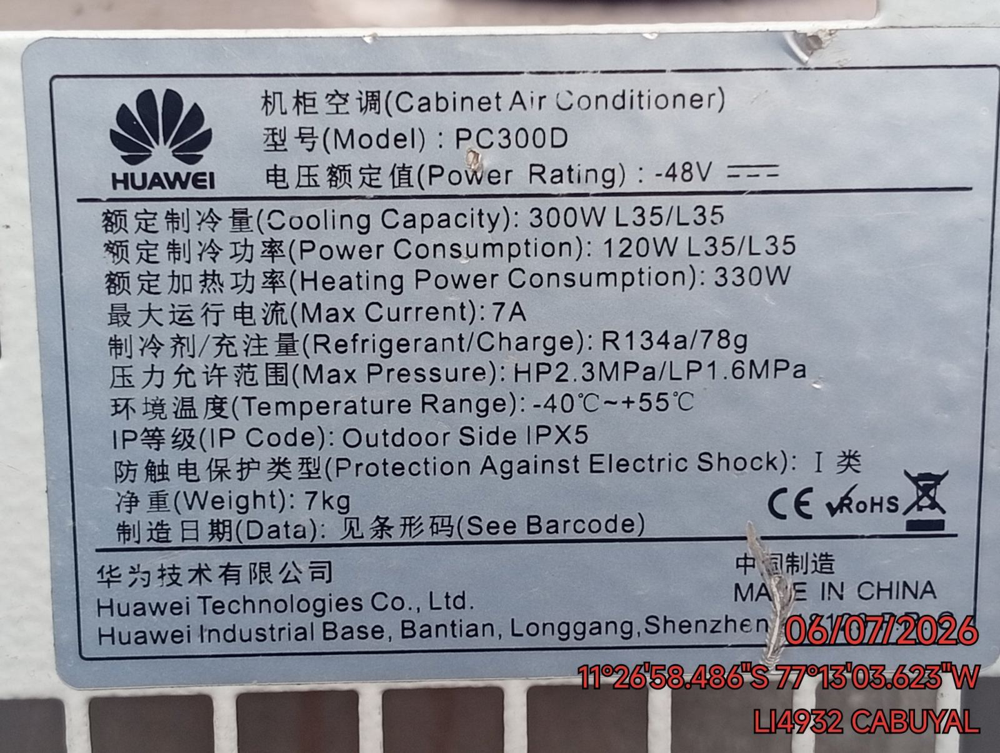 HUAWEI
机柜空调(Cabinet Air Conditioner)
型号(Model) : PC300D
电压额定值(Power Rating) : -48V
额定制冷量(Cooling Capacity): 300W L35/L35
额定制冷功率(Power Consumption): 120W L35/L35
额定加热功率(Heating Power Consumption): 330W
最大运行电流(Max Current): 7A
制冷剂/充注量(Refrigerant/Charge): R134a/78g
压力允许范围(Max Pressure): HP2.3MPa/LP1.6MPa
环境温度(Temperature Range): -40℃~+55℃
IP等级(IP Code): Outdoor Side IPX5
防触电保护类型(Protection Against Electric Shock): I 类
净重(Weight): 7kg
制造日期(Data): 见条形码(See Barcode)
CE RoHS
华为技术有限公司
中国制造
Huawei Technologies Co., Ltd.
MADE IN CHINA
Huawei Industrial Base, Bantian, Longgang,Shenzhen
06/07/2026
11°26'58.486"S 77°13'03.623"W
LI4932 CABUYAL